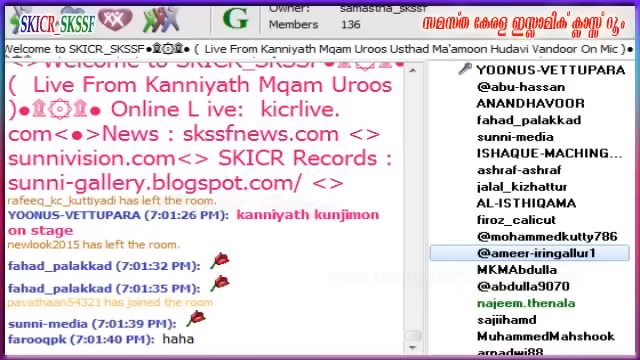 SKICR_SKSSF
G
Owner: samastha_skssf
Members 136
സമസ്ത കേരള ഇസ്ലാമിക് ക്ലാസ്സ് റൂം
Welcome to SKICR_SKSSF●۩۞۩● ( Live From Kanniyath Mqam Uroos Usthad Ma'amoon Hudavi Vandoor On Mic )●
<>Welcome to SKICR_SKSSF●۩۞۩●
( Live From Kanniyath Mqam Uroos
)●۩۞۩● Online L ive: kicrlive.
com<●>News : skssfnews.com <>
sunnivision.com<> SKICR Records :
sunni-gallery.blogspot.com/ <>
rafeeq_kc_kuttiyadi has left the room.
YOONUS-VETTUPARA (7:01:26 PM): kanniyath kunjimon
on stage
newlook2015 has left the room.
fahad_palakkad (7:01:32 PM):
fahad_palakkad (7:01:35 PM):
pavathaan54321 has joined the room
sunni-media (7:01:39 PM):
farooqpk (7:01:40 PM): haha
YOONUS-VETTUPARA
@abu-hassan
ANANDHAVOOR
fahad_palakkad
sunni-media
ISHAQUE-MACHING...
ashraf-ashraf
jalal_kizhattur
AL-ISTHIQAMA
firoz_calicut
@mohammedkutty786
@ameer-iringallur1
MKMAbdulla
@abdulla9070
najeem.thenala
sajiihamd
MuhammedMahshook
arnadwi88